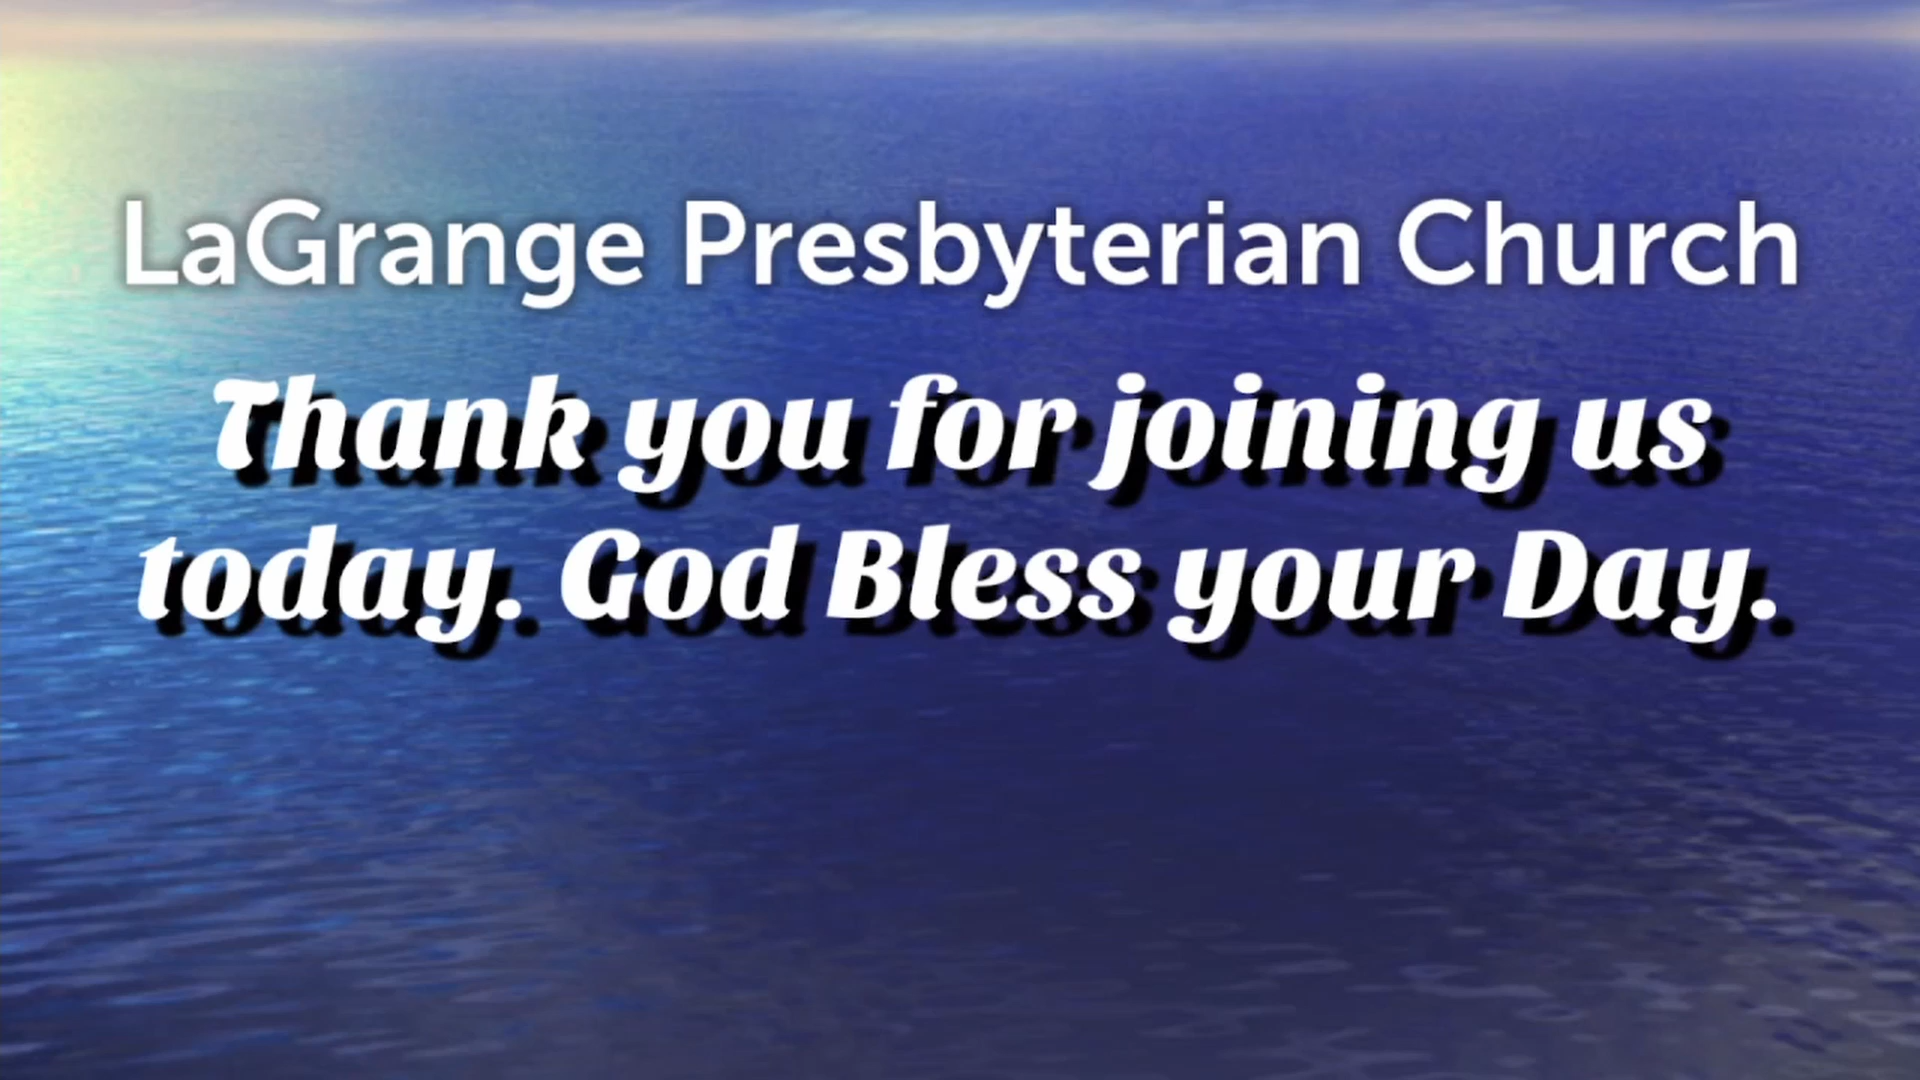 LaGrange Presbyterian Church
Thank you for joining us
today. God Bless your Day.